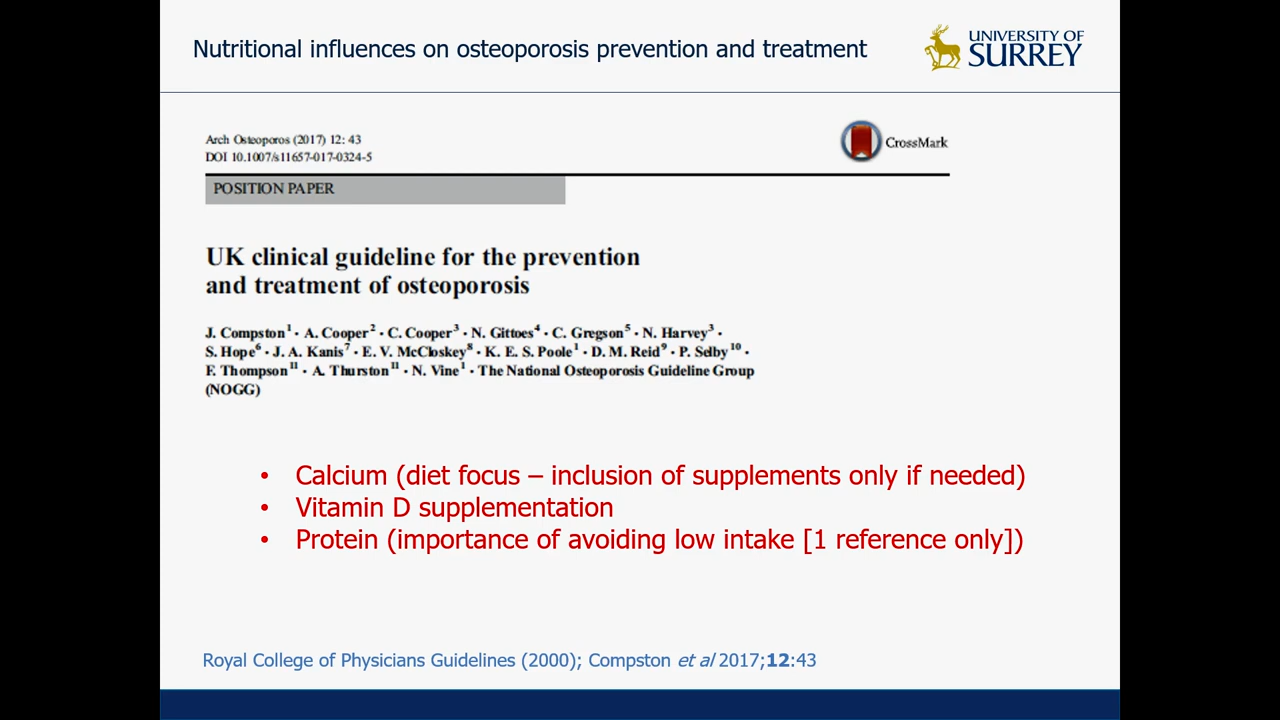 Nutritional influences on osteoporosis prevention and treatment
UNIVERSITY OF
SURREY
Arch Osteoporos (2017) 12: 43
DOI 10.1007/s11657-017-0324-5
CrossMark
POSITION PAPER
UK clinical guideline for the prevention
and treatment of osteoporosis
J. Compston1 · A. Cooper2 · C. Cooper3 · N. Gittoes4 · C. Gregson5 · N. Harvey3 ·
S. Hope6 · J. A. Kanis7 · E. V. McCloskey8 · K. E. S. Poole1 · D. M. Reid9 · P. Selby10 ·
F. Thompson11 · A. Thurston11 · N. Vine1 · The National Osteoporosis Guideline Group
(NOGG)
• Calcium (diet focus – inclusion of supplements only if needed)
• Vitamin D supplementation
• Protein (importance of avoiding low intake [1 reference only])
Royal College of Physicians Guidelines (2000); Compston et al 2017;12:43